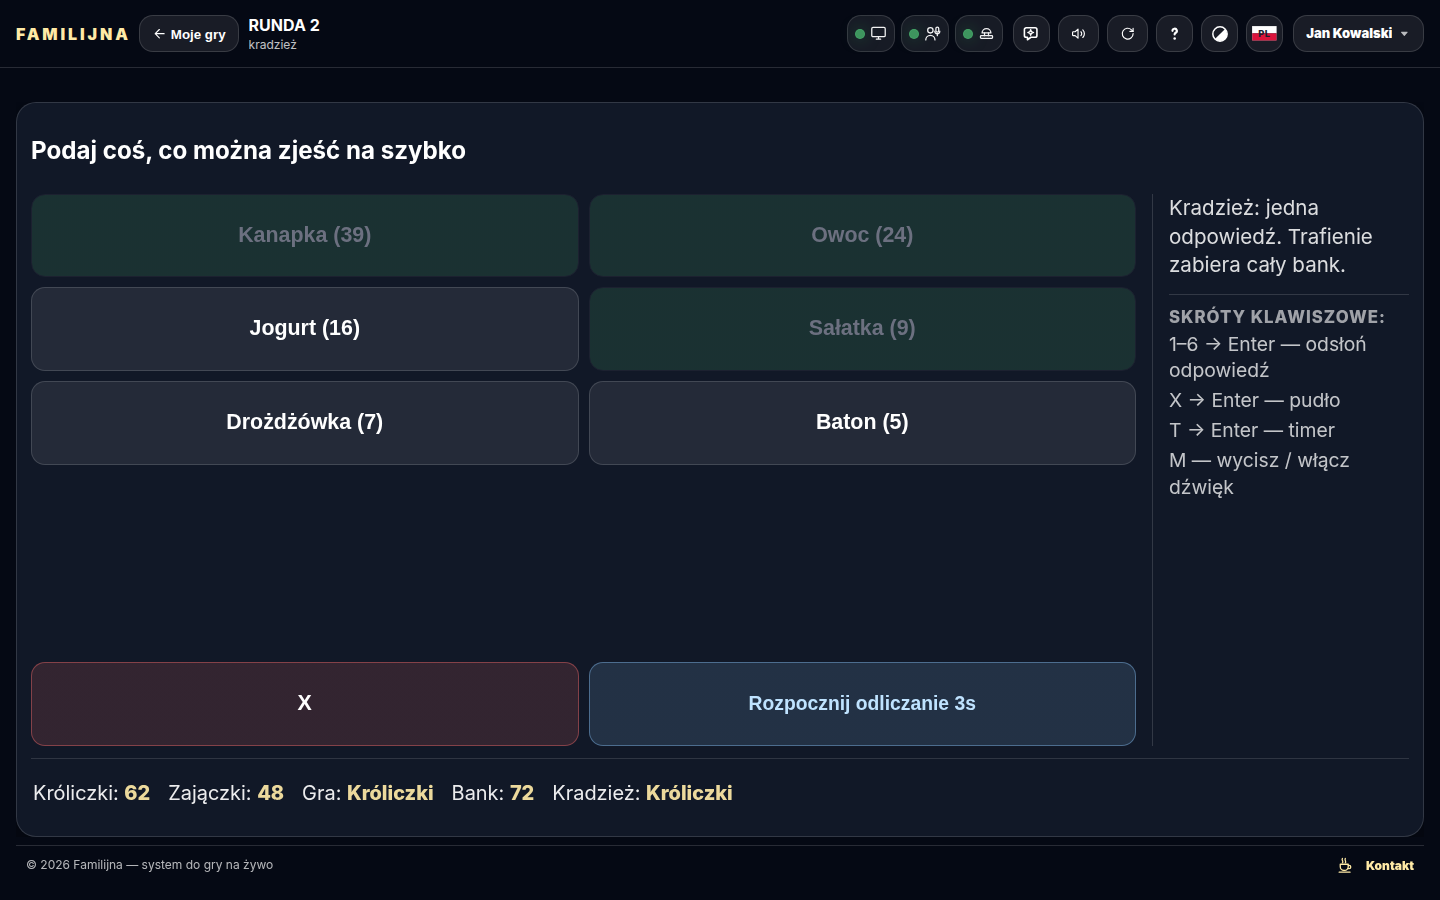 FAMILIJNA
← Moje gry
RUNDA 2
kradzież
?
PL
Jan Kowalski
Podaj coś, co można zjeść na szybko
Kanapka (39)
Owoc (24)
Jogurt (16)
Sałatka (9)
Drożdżówka (7)
Baton (5)
X
Rozpocznij odliczanie 3s
Kradzież: jedna
odpowiedź. Trafienie
zabiera cały bank.
SKRÓTY KLAWISZOWE:
1–6 → Enter — odsłoń
odpowiedź
X → Enter — pudło
T → Enter — timer
M — wycisz / włącz
dźwięk
Króliczki: 62 Zajączki: 48 Gra: Króliczki Bank: 72 Kradzież: Króliczki
© 2026 Familijna — system do gry na żywo
Kontakt